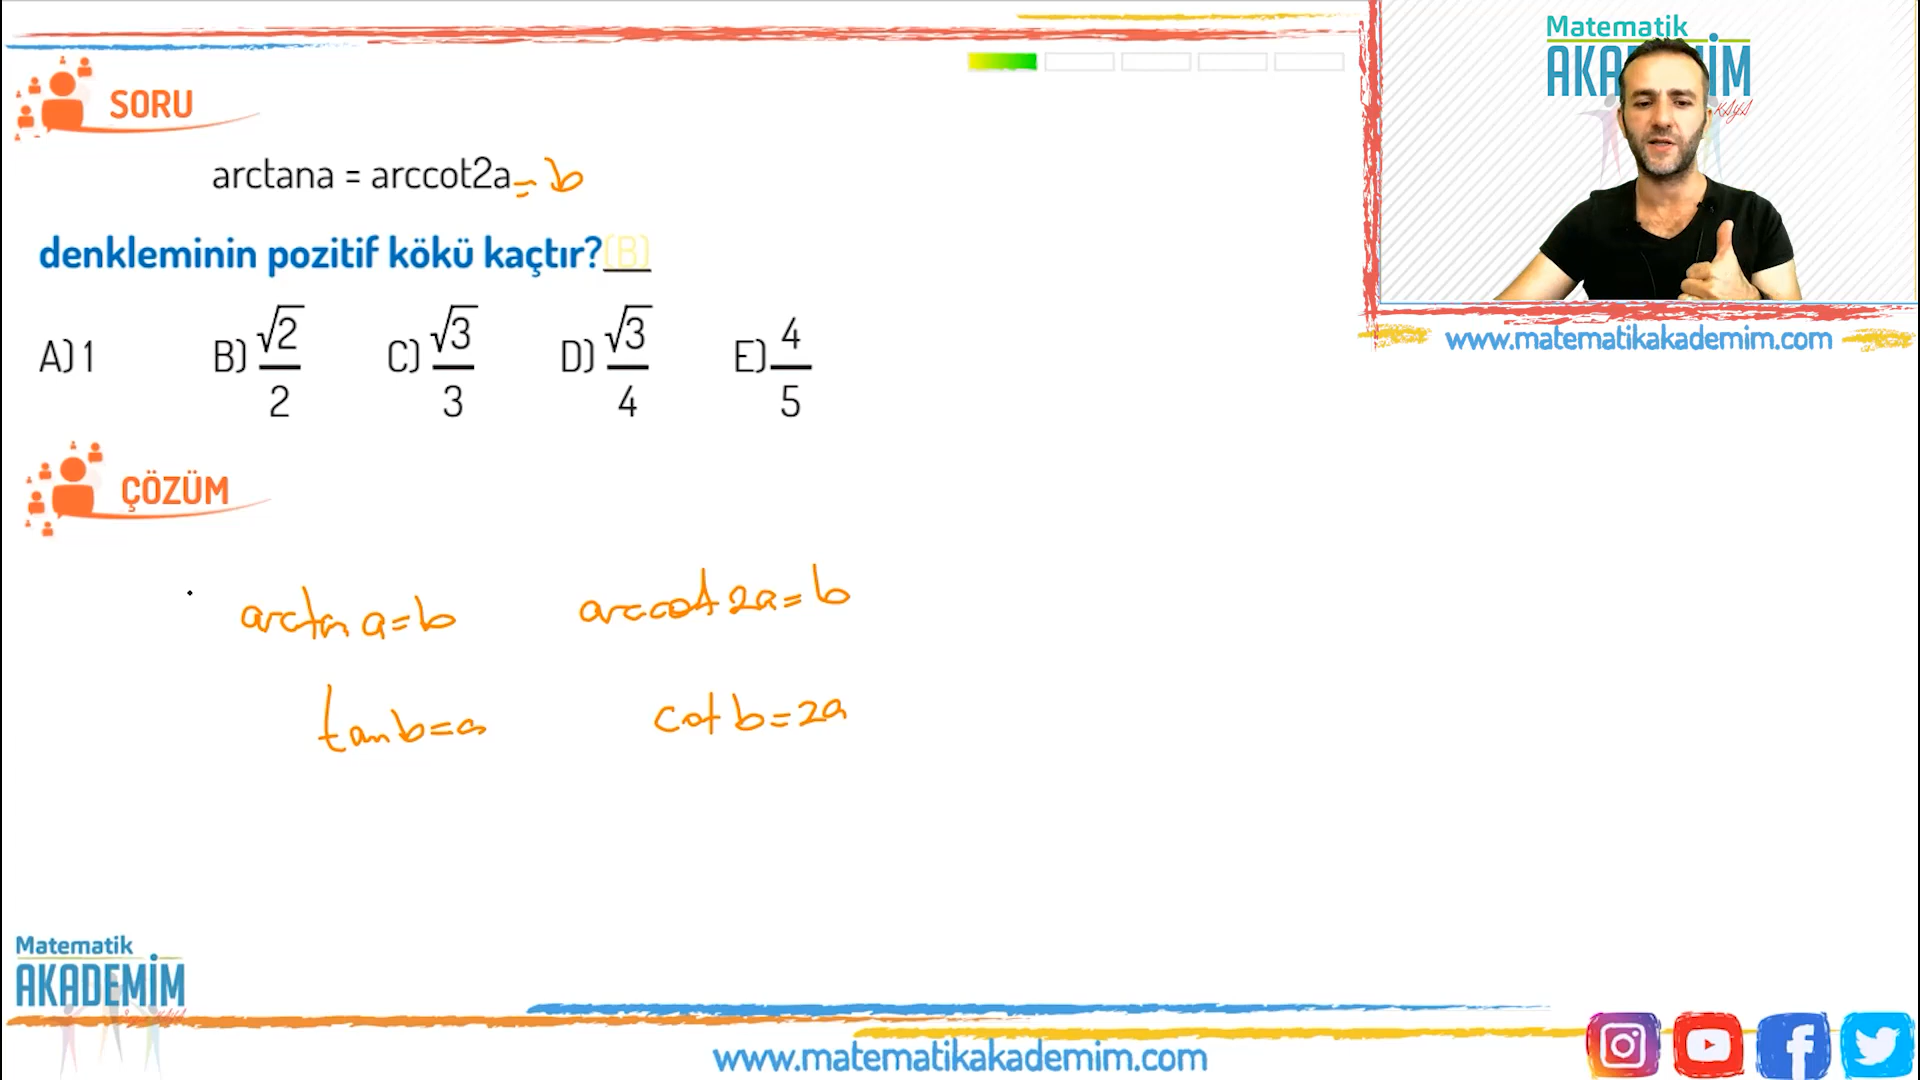 SORU
arctana = arccot2a = b
denkleminin pozitif kökü kaçtır?(B)
A) 1 B) √2/2 C) √3/3 D) √3/4 E) 4/5
ÇÖZÜM
arctan a = b arccot 2a = b
tan b = a cot b = 2a
Matematik
AKADEMİM
www.matematikakademim.com
Matematik
AKADEMİM
www.matematikakademim.com